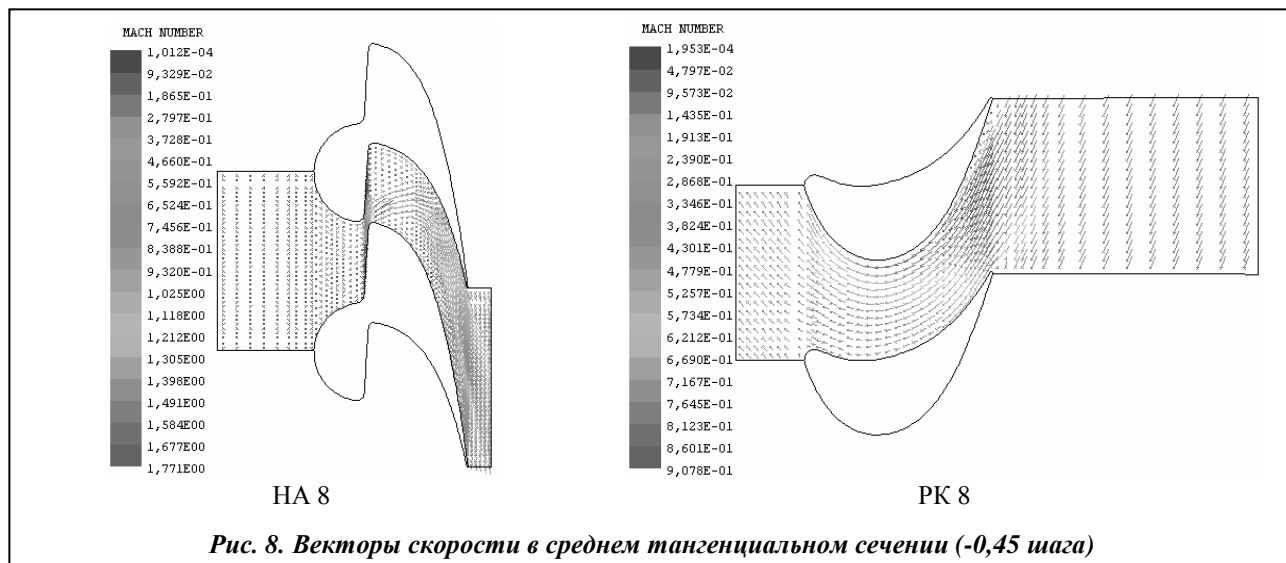 MACH NUMBER
1,012E-04
9,329E-02
1,865E-01
2,797E-01
3,728E-01
4,660E-01
5,592E-01
6,524E-01
7,456E-01
8,388E-01
9,320E-01
1,025E00
1,118E00
1,212E00
1,305E00
1,398E00
1,491E00
1,584E00
1,677E00
1,771E00
НА 8
MACH NUMBER
1,953E-04
4,797E-02
9,573E-02
1,435E-01
1,913E-01
2,390E-01
2,868E-01
3,346E-01
3,824E-01
4,301E-01
4,779E-01
5,257E-01
5,734E-01
6,212E-01
6,690E-01
7,167E-01
7,645E-01
8,123E-01
8,601E-01
9,078E-01
РК 8
Рис. 8. Векторы скорости в среднем тангенциальном сечении (-0,45 шага)